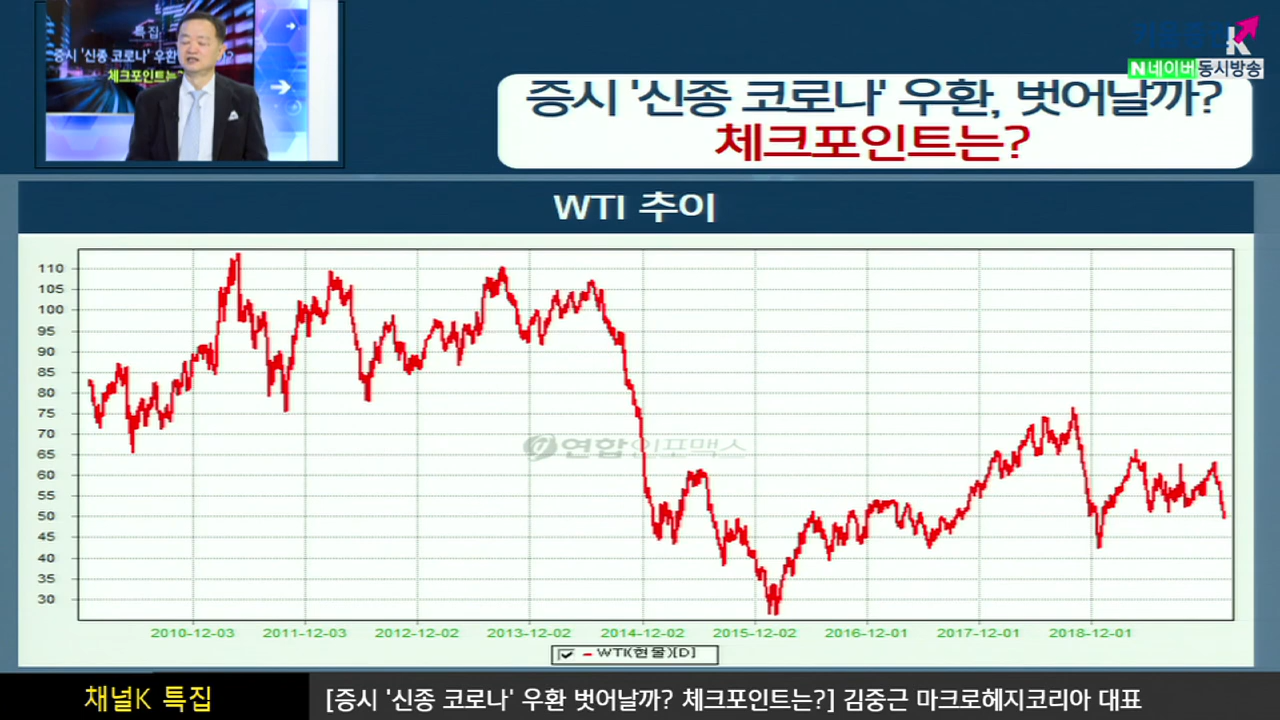 특집
증시 '신종 코로나' 우환
체크포인트는?
K
N 네이버 동시방송
증시 '신종 코로나' 우환, 벗어날까?
체크포인트는?
WTI 추이
110
105
100
95
90
85
80
75
70
65
60
55
50
45
40
35
30
연합인포맥스
2010-12-03 2011-12-03 2012-12-02 2013-12-02 2014-12-02 2015-12-02 2016-12-01 2017-12-01 2018-12-01
WTI(현물)[D]
채널K 특집
[증시 '신종 코로나' 우환 벗어날까? 체크포인트는?] 김중근 마크로헤지코리아 대표